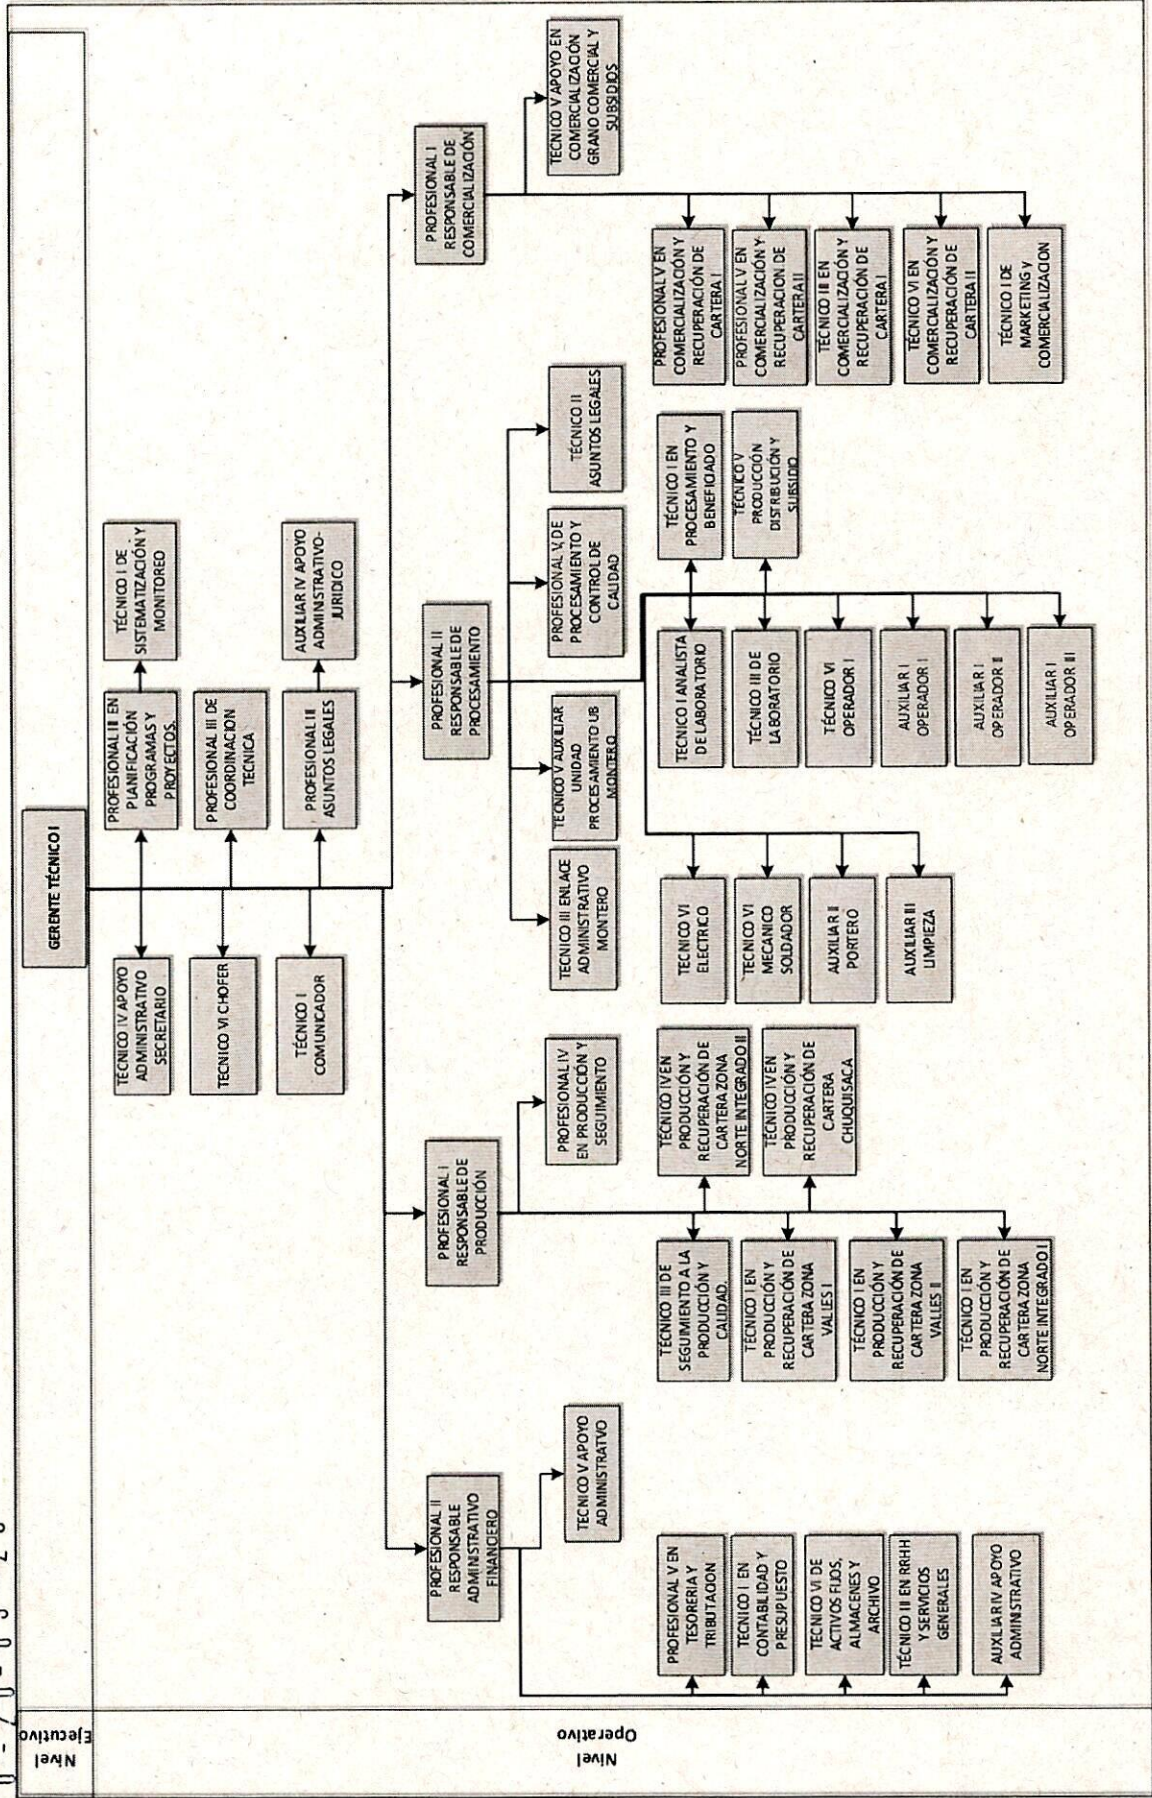 Nivel
Ejecutivo
GERENTE TÉCNICO I
Nivel
Operativo
TÉCNICO IV APOYO
ADMINISTRATIVO
SECRETARIO
TECNICO VI CHOFER
TÉCNICO I
COMUNICADOR
PROFESIONAL III EN
PLANIFICACIÓN
PROGRAMAS Y
PROYECTOS.
TÉCNICO I DE
SISTEMATIZACIÓN Y
MONITOREO
PROFESIONAL III DE
COORDINACION
TECNICA
PROFESIONAL III
ASUNTOS LEGALES
AUXILIAR IV APOYO
ADMINISTRATIVO-
JURIDICO
PROFESIONAL II
RESPONSABLE
ADMINISTRATIVO
FINANCIERO
TECNICO V APOYO
ADMINISTRATVO
PROFESIONAL V EN
TESORERIA Y
TRIBUTACION
TECNICO I EN
CONTABILIDAD Y
PRESUPUESTO
TECNICO VI DE
ACTIVOS FIJOS,
ALMACENES Y
ARCHIVO
TÉCNICO III EN RRHH
Y SERVICIOS
GENERALES
AUXILIAR IV APOYO
ADMINISTRATIVO
PROFESIONAL I
RESPONSABLE DE
PRODUCCIÓN
PROFESIONAL IV
EN PRODUCCIÓN Y
SEGUIMIENTO
TÉCNICO III DE
SEGUIMIENTO A LA
PRODUCCIÓN Y
CALIDAD.
TÉCNICO I EN
PRODUCCIÓN Y
RECUPERACIÓN DE
CARTERA ZONA
VALLES I
TÉCNICO I EN
PRODUCCIÓN Y
RECUPERACIÓN DE
CARTERA ZONA
VALLES II
TÉCNICO I EN
PRODUCCIÓN Y
RECUPERACIÓN DE
CARTERA ZONA
NORTE INTEGRADO I
TÉCNICO IV EN
PRODUCCIÓN Y
RECUPERACIÓN DE
CARTERA ZONA
NORTE INTEGRADO II
TÉCNICO IV EN
PRODUCCIÓN Y
RECUPERACIÓN DE
CARTERA
CHUQUISACA
PROFESIONAL II
RESPONSABLE DE
PROCESAMIENTO
TECNICO III ENLACE
ADMINISTRATIVO
MONTERO
TECNICO V AUXILIAR
UNIDAD
PROCESAMIENTO UB
MONTERO
PROFESIONAL V, DE
PROCESAMIENTO Y
CONTROL DE
CALIDAD
TÉCNICO II
ASUNTOS LEGALES
TECNICO VI
ELECTRICO
TECNICO VI
MECANICO
SOLDADOR
AUXILIAR II
PORTERO
AUXILIAR III
LIMPIEZA
TECNICO I ANALISTA
DE LABORATORIO
TÉCNICO III DE
LABORATORIO
TÉCNICO VI
OPERADOR I
AUXILIAR I
OPERADOR I
AUXILIAR I
OPERADOR II
AUXILIAR I
OPERADOR III
TÉCNICO I EN
PROCESAMIENTO Y
BENEFICIADO
TÉCNICO V
PRODUCCIÓN
DISTRIBUCIÓN Y
SUBSIDIO
PROFESIONAL I
RESPONSABLE DE
COMERCIALIZACIÓN
TECNICO V APOYO EN
COMERCIALIZACIÓN
GRANO COMERCIAL Y
SUBSIDIOS
PROFESIONAL V EN
COMERCIALIZACIÓN Y
RECUPERACIÓN DE
CARTERA I
PROFESIONAL V EN
COMERCIALIZACIÓN Y
RECUPERACION DE
CARTERA II
TÉCNICO III EN
COMERCIALIZACIÓN Y
RECUPERACIÓN DE
CARTERA I
TÉCNICO VI EN
COMERCIALIZACIÓN Y
RECUPERACIÓN DE
CARTERA II
TÉCNICO I DE
MARKETING y
COMERCIALIZACION